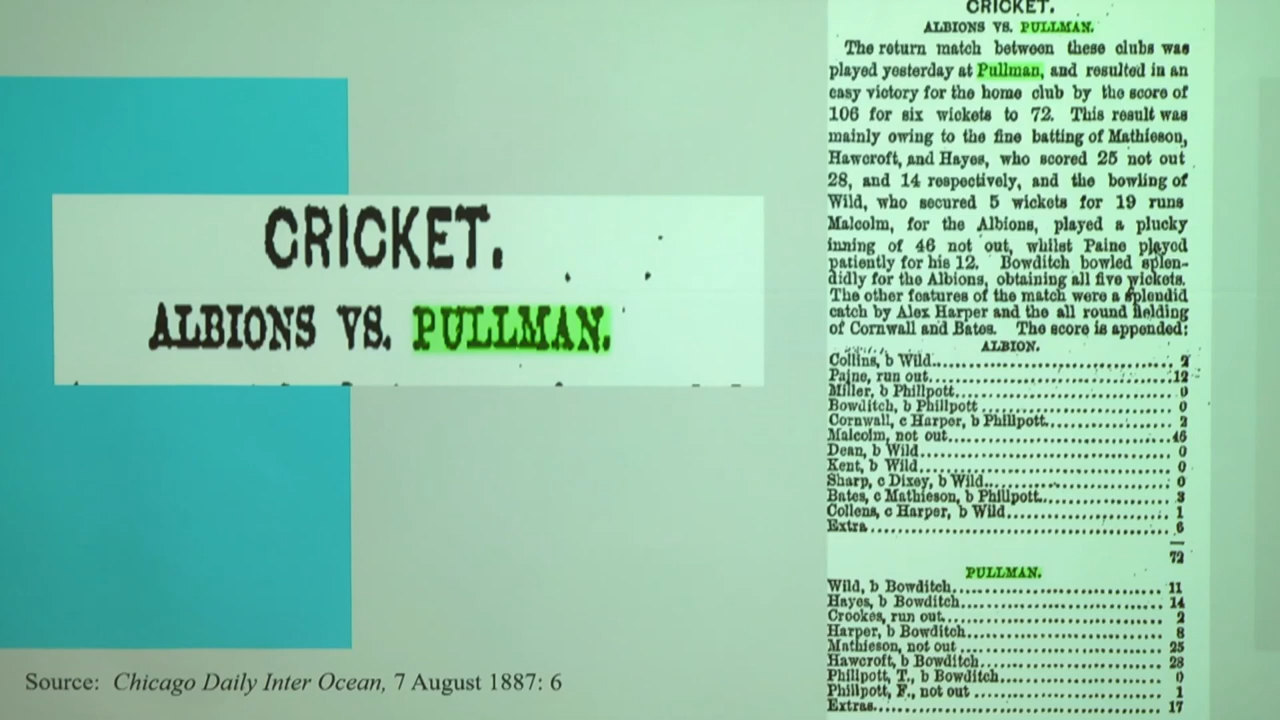 CRICKET.
ALBIONS VS. PULLMAN.
Source: Chicago Daily Inter Ocean, 7 August 1887: 6
CRICKET.
ALBIONS VS. PULLMAN.
The return match between these clubs was
played yesterday at Pullman, and resulted in an
easy victory for the home club by the score of
106 for six wickets to 72. This result was
mainly owing to the fine batting of Mathieson,
Hawcroft, and Hayes, who scored 25 not out
28, and 14 respectively, and the bowling of
Wild, who secured 5 wickets for 19 runs
Malcolm, for the Albions, played a plucky
inning of 46 not out, whilst Paine played
patiently for his 12. Bowditch bowled splen-
didly for the Albions, obtaining all five wickets.
The other features of the match were a splendid
catch by Alex Harper and the all round fielding
of Cornwall and Bates. The score is appended:
ALBION.
Collins, b Wild 2
Paine, run out 12
Miller, b Phillpott 0
Bowditch, b Phillpott 0
Cornwall, c Harper, b Phillpott 2
Malcolm, not out 46
Dean, b Wild 0
Kent, b Wild 0
Sharp, c Dixey, b Wild 0
Bates, c Mathieson, b Phillpott 3
Collens, c Harper, b Wild 1
Extra 6
72
PULLMAN.
Wild, b Bowditch 11
Hayes, b Bowditch 14
Crookes, run out 2
Harper, b Bowditch 8
Mathieson, not out 25
Hawcroft, b Bowditch 28
Phillpott, T., b Bowditch 0
Phillpott, F., not out 1
Extras 17